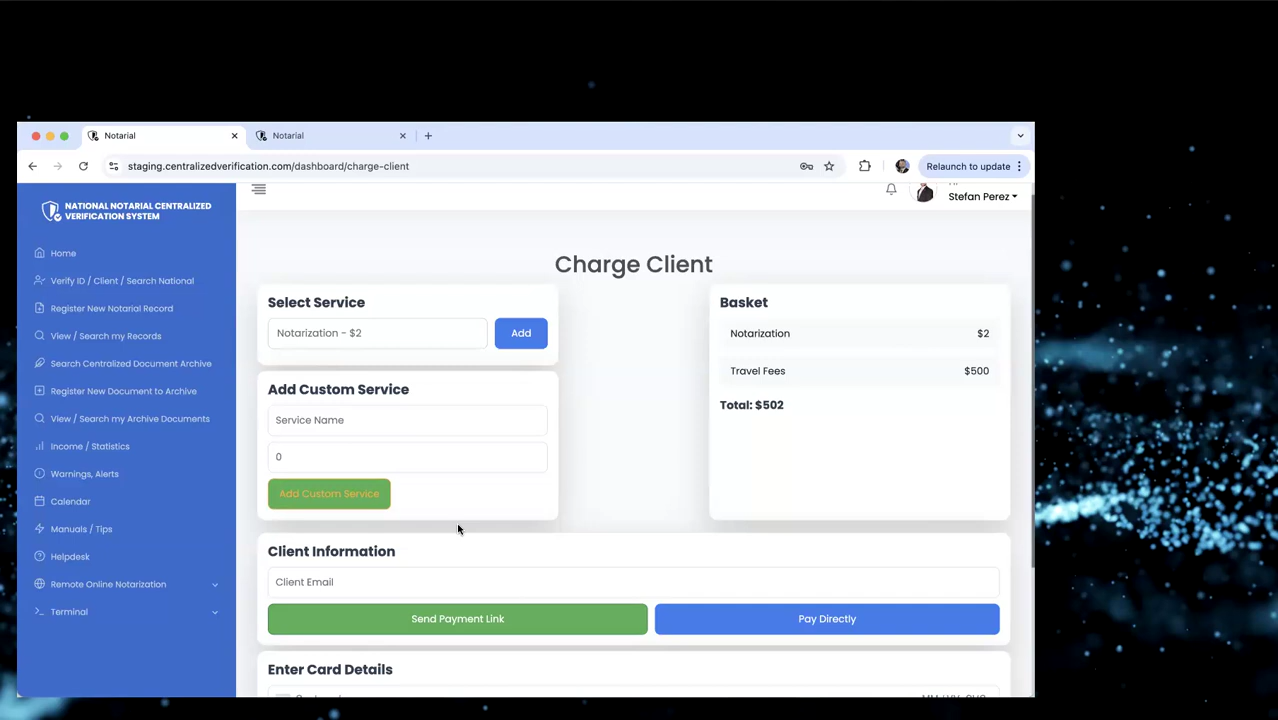 Notarial
Notarial
staging.centralizedverification.com/dashboard/charge-client
Relaunch to update
NATIONAL NOTARIAL CENTRALIZED
VERIFICATION SYSTEM
Stefan Perez
Home
Verify ID / Client / Search National
Register New Notarial Record
View / Search my Records
Search Centralized Document Archive
Register New Document to Archive
View / Search my Archive Documents
Income / Statistics
Warnings, Alerts
Calendar
Manuals / Tips
Helpdesk
Remote Online Notarization
Terminal
Charge Client
Select Service
Notarization - $2
Add
Add Custom Service
Service Name
0
Add Custom Service
Basket
Notarization $2
Travel Fees $500
Total: $502
Client Information
Client Email
Send Payment Link
Pay Directly
Enter Card Details